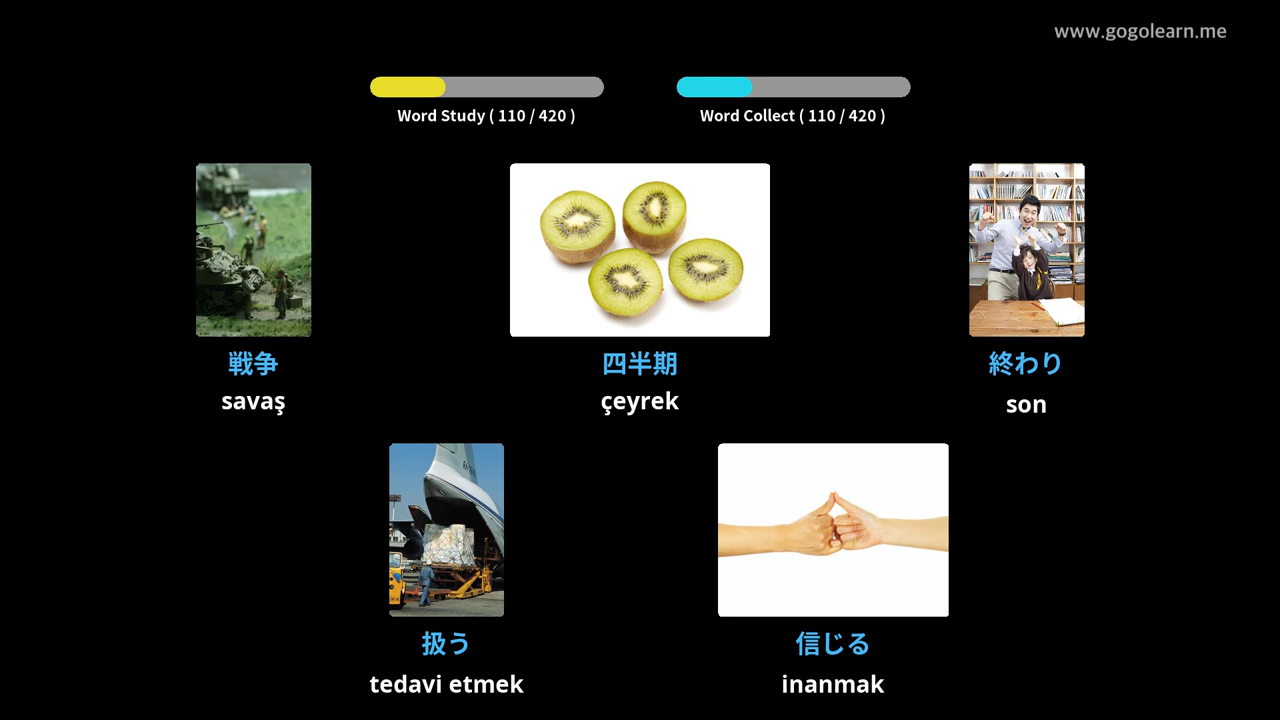 www.gogolearn.me
Word Study ( 110 / 420 )
Word Collect ( 110 / 420 )
戦争
savaş
四半期
çeyrek
終わり
son
扱う
tedavi etmek
信じる
inanmak